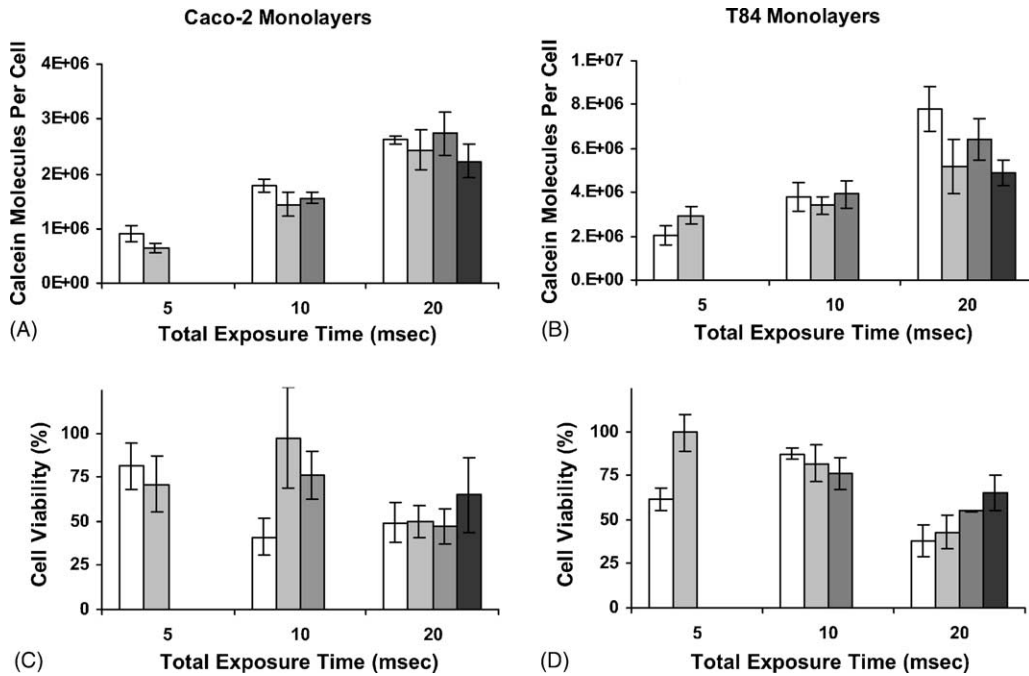 Caco-2 Monolayers
Calcein Molecules Per Cell
4E+06
3E+06
2E+06
1E+06
0E+00
5 10 20
(A) Total Exposure Time (msec)
T84 Monolayers
Calcein Molecules Per Cell
1.E+07
8.E+06
6.E+06
4.E+06
2.E+06
0.E+00
5 10 20
(B) Total Exposure Time (msec)
Cell Viability (%)
100
75
50
25
0
5 10 20
(C) Total Exposure Time (msec)
Cell Viability (%)
100
75
50
25
0
5 10 20
(D) Total Exposure Time (msec)